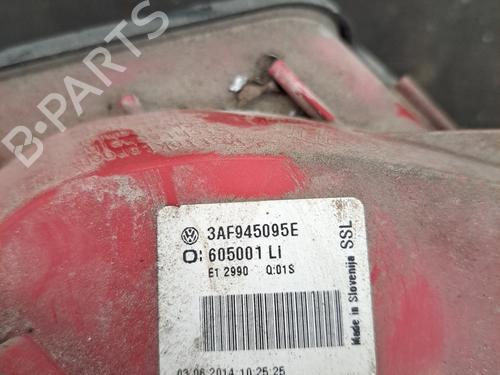 B-PARTS
3AF945095E
O: 605001 Li
E1 2990 Q:01S
03.06.2014 10:25:25
Made in Slovenija SSL